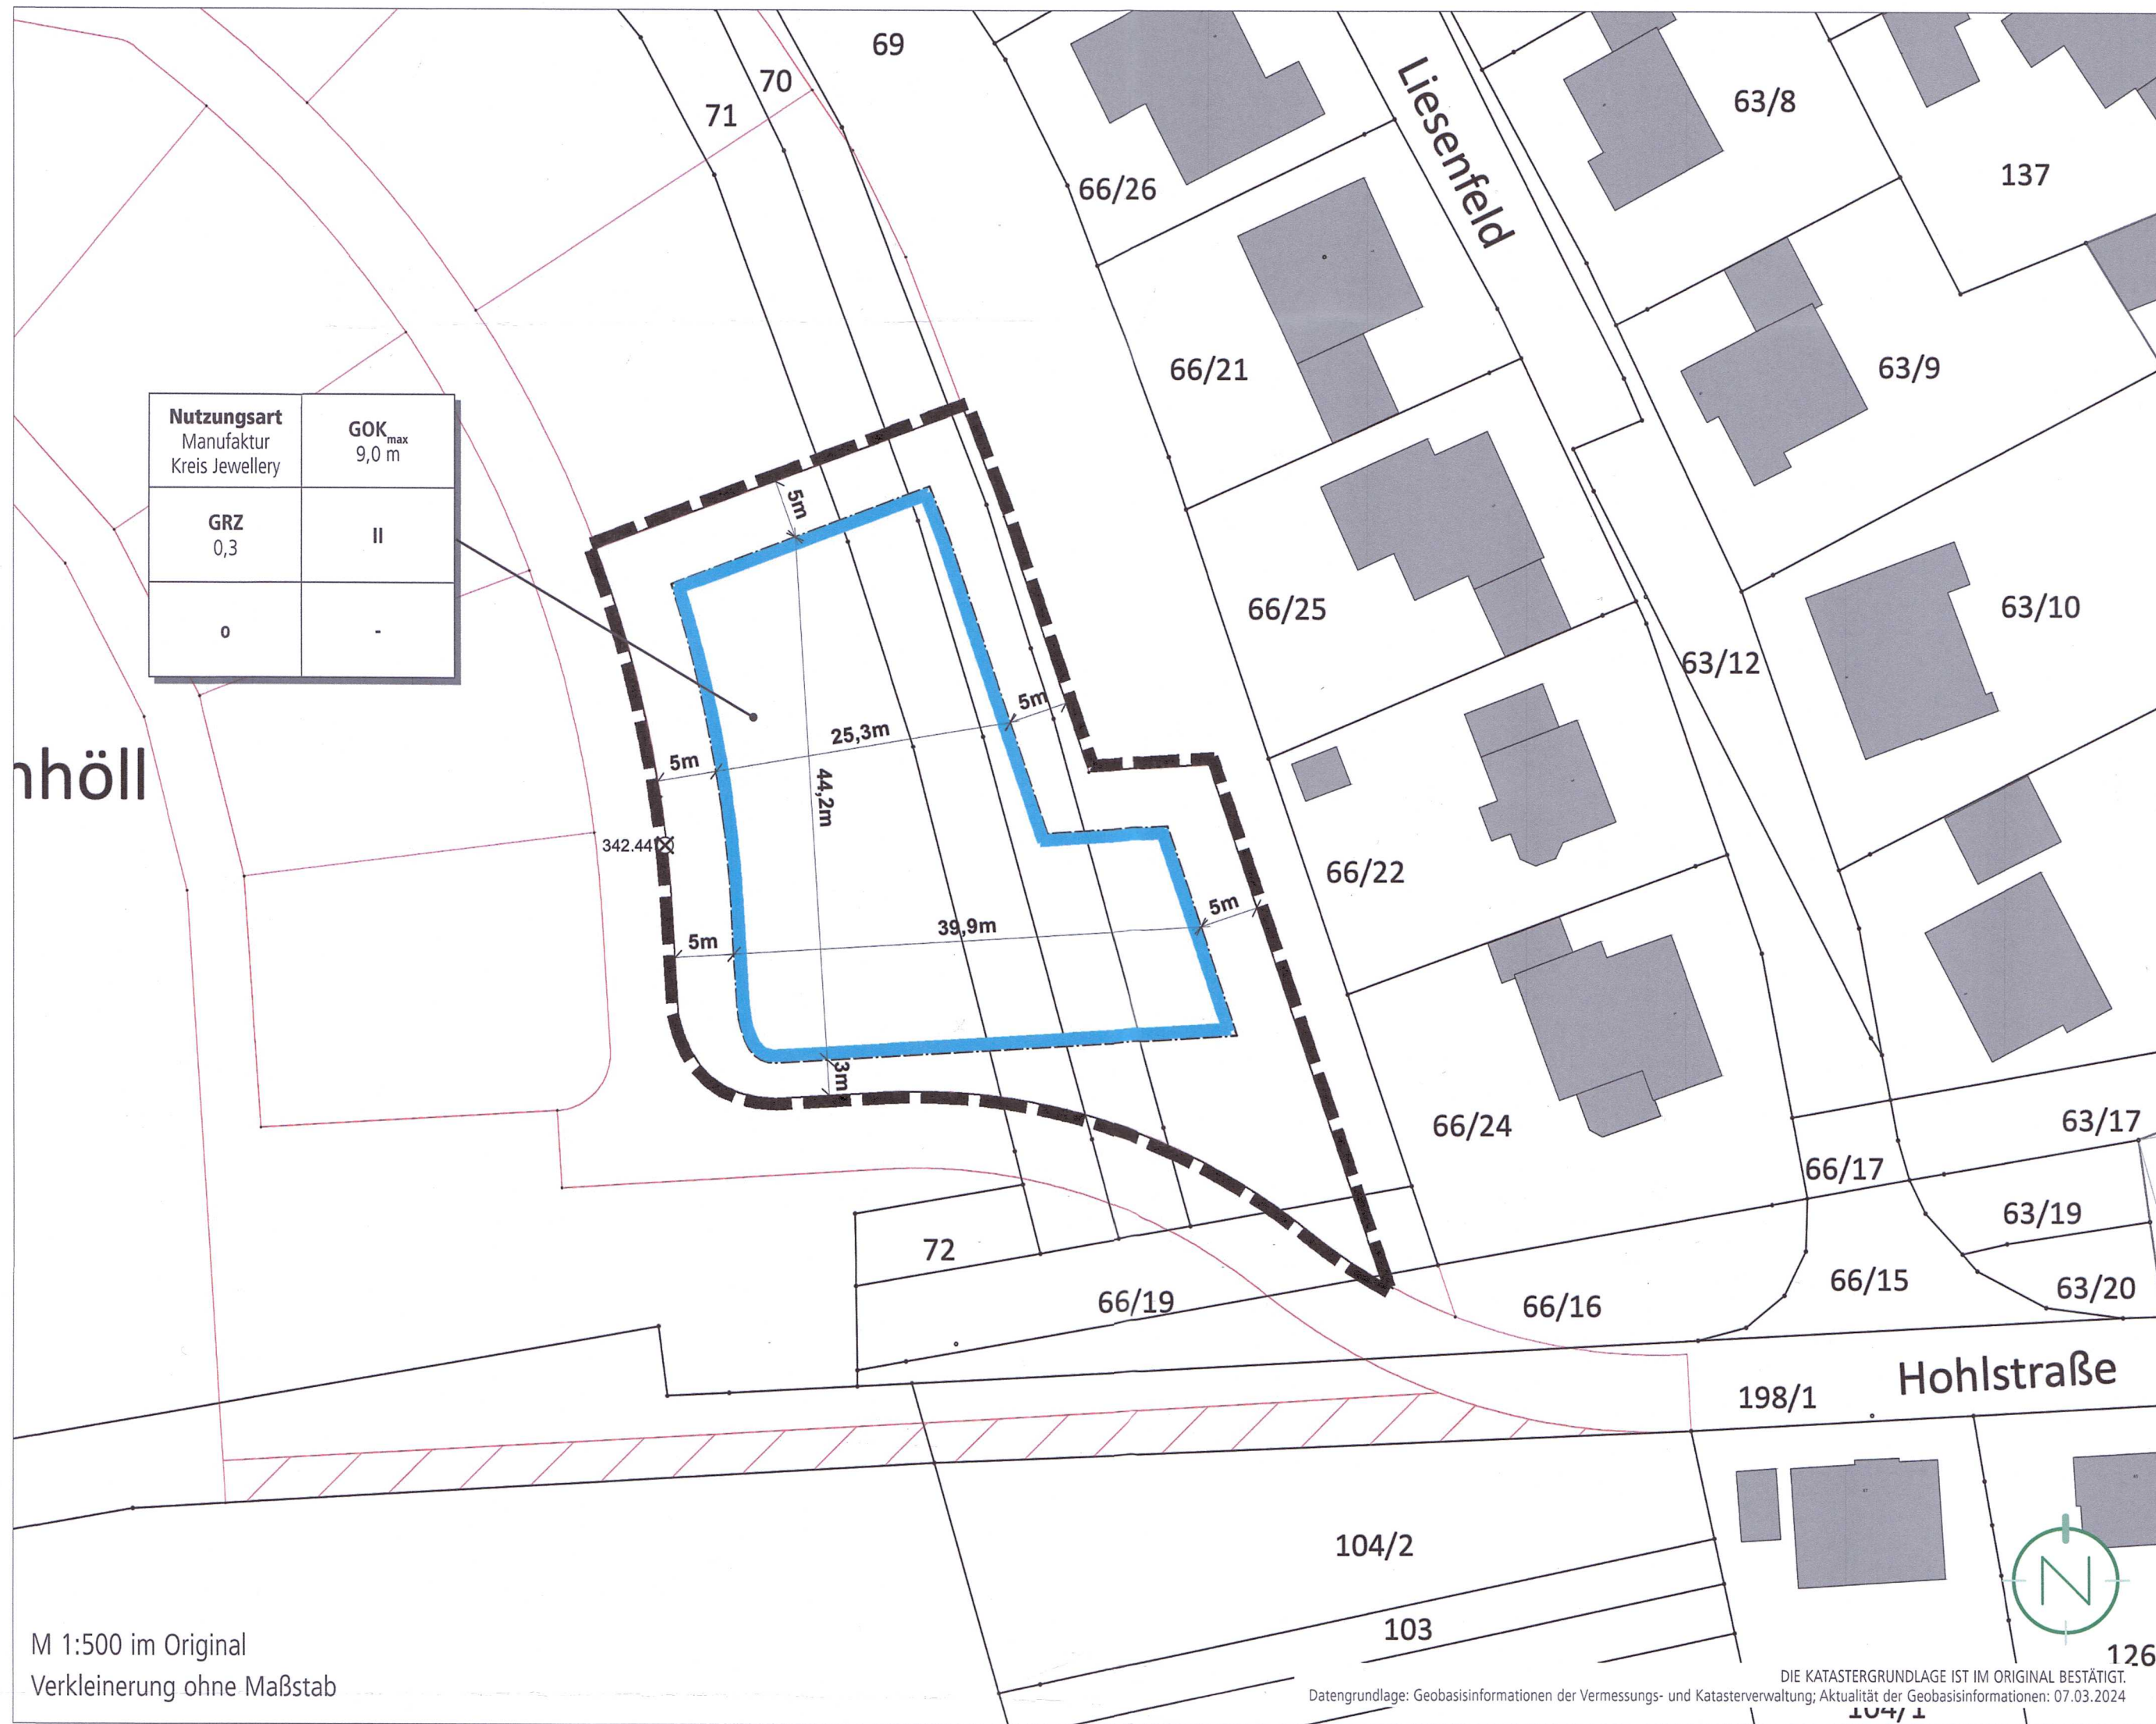 69
70
71
Liesenfeld
63/8
137
66/26
66/21
63/9
Nutzungsart
Manufaktur
Kreis Jewellery
GOKmax
9,0 m
GRZ
0,3
II
o
-
5m
66/25
63/10
63/12
5m
25,3m
5m
44,2m
nhöll
342.44
66/22
5m
39,9m
5m
3m
66/24
63/17
66/17
63/19
72
66/19
66/16
66/15
63/20
Hohlstraße
198/1
104/2
103
N
126
M 1:500 im Original
Verkleinerung ohne Maßstab
DIE KATASTERGRUNDLAGE IST IM ORIGINAL BESTÄTIGT.
Datengrundlage: Geobasisinformationen der Vermessungs- und Katasterverwaltung; Aktualität der Geobasisinformationen: 07.03.2024
104/1